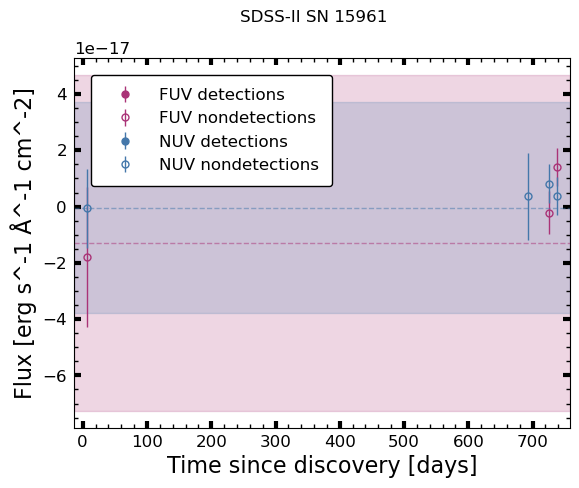 SDSS-II SN 15961
1e−17
FUV detections
FUV nondetections
NUV detections
NUV nondetections
4
2
0
−2
−4
−6
Flux [erg s^-1 Å^-1 cm^-2]
0 100 200 300 400 500 600 700
Time since discovery [days]